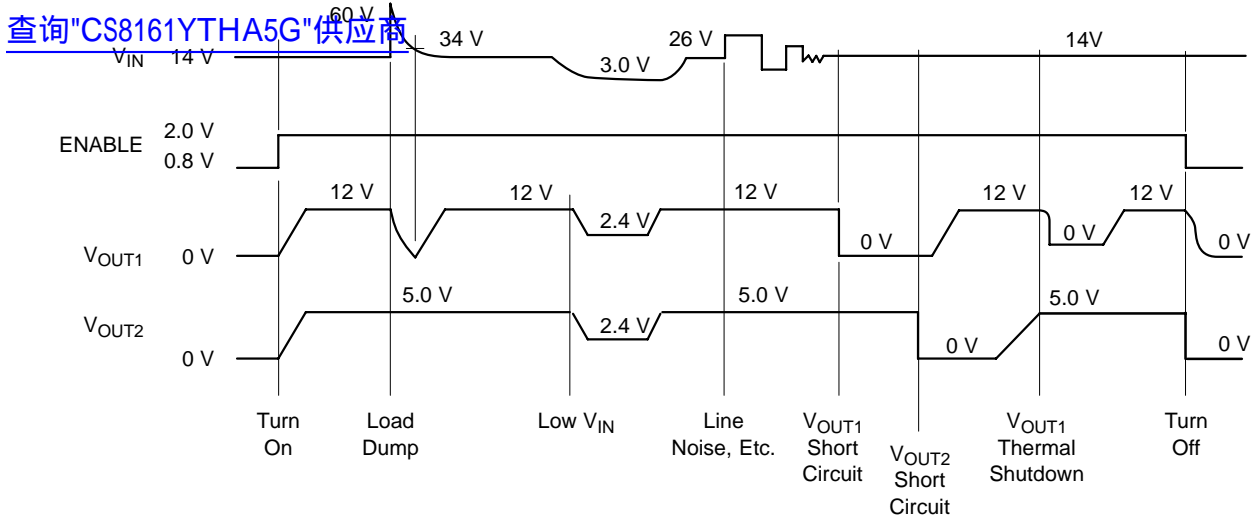 60 V
查询"CS8161YTHA5G"供应商
VIN 14 V 34 V 3.0 V 26 V 14V
ENABLE 2.0 V
0.8 V
12 V 12 V 2.4 V 12 V 12 V 12 V
VOUT1 0 V 0 V 0 V 0 V
5.0 V 5.0 V 5.0 V
VOUT2 2.4 V
0 V 0 V 0 V
Turn On
Load Dump
Low VIN
Line Noise, Etc.
VOUT1 Short Circuit
VOUT2 Short Circuit
VOUT1 Thermal Shutdown
Turn Off